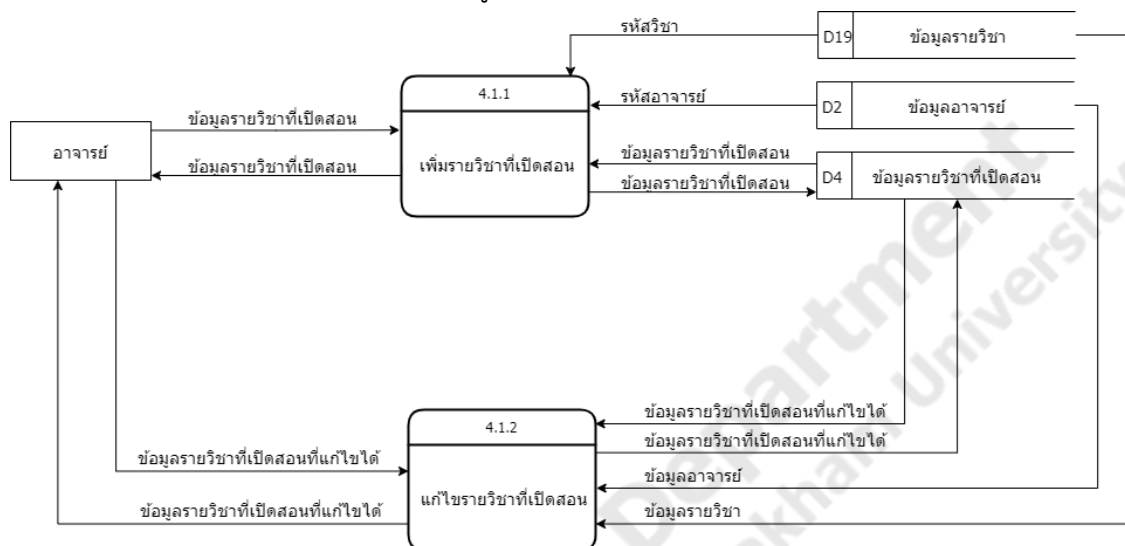 รหัสวิชา
D19 ข้อมูลรายวิชา
4.1.1
รหัสอาจารย์
D2 ข้อมูลอาจารย์
ข้อมูลรายวิชาที่เปิดสอน
อาจารย์
เพิ่มรายวิชาที่เปิดสอน
ข้อมูลรายวิชาที่เปิดสอน
ข้อมูลรายวิชาที่เปิดสอน
ข้อมูลรายวิชาที่เปิดสอน
D4 ข้อมูลรายวิชาที่เปิดสอน
4.1.2
ข้อมูลรายวิชาที่เปิดสอนที่แก้ไขได้
ข้อมูลรายวิชาที่เปิดสอนที่แก้ไขได้
ข้อมูลรายวิชาที่เปิดสอนที่แก้ไขได้
ข้อมูลอาจารย์
แก้ไขรายวิชาที่เปิดสอน
ข้อมูลรายวิชาที่เปิดสอนที่แก้ไขได้
ข้อมูลรายวิชา
Department
University